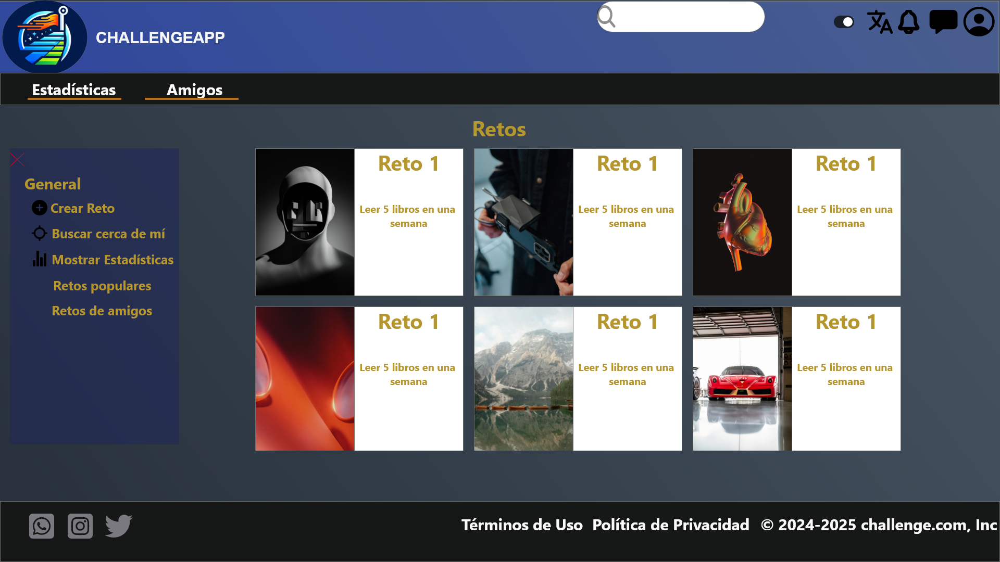 CHALLENGEAPP
Estadísticas
Amigos
Retos
General
Crear Reto
Buscar cerca de mí
Mostrar Estadísticas
Retos populares
Retos de amigos
Reto 1
Leer 5 libros en una
semana
Reto 1
Leer 5 libros en una
semana
Reto 1
Leer 5 libros en una
semana
Reto 1
Leer 5 libros en una
semana
Reto 1
Leer 5 libros en una
semana
Reto 1
Leer 5 libros en una
semana
Términos de Uso
Política de Privacidad
© 2024-2025 challenge.com, Inc